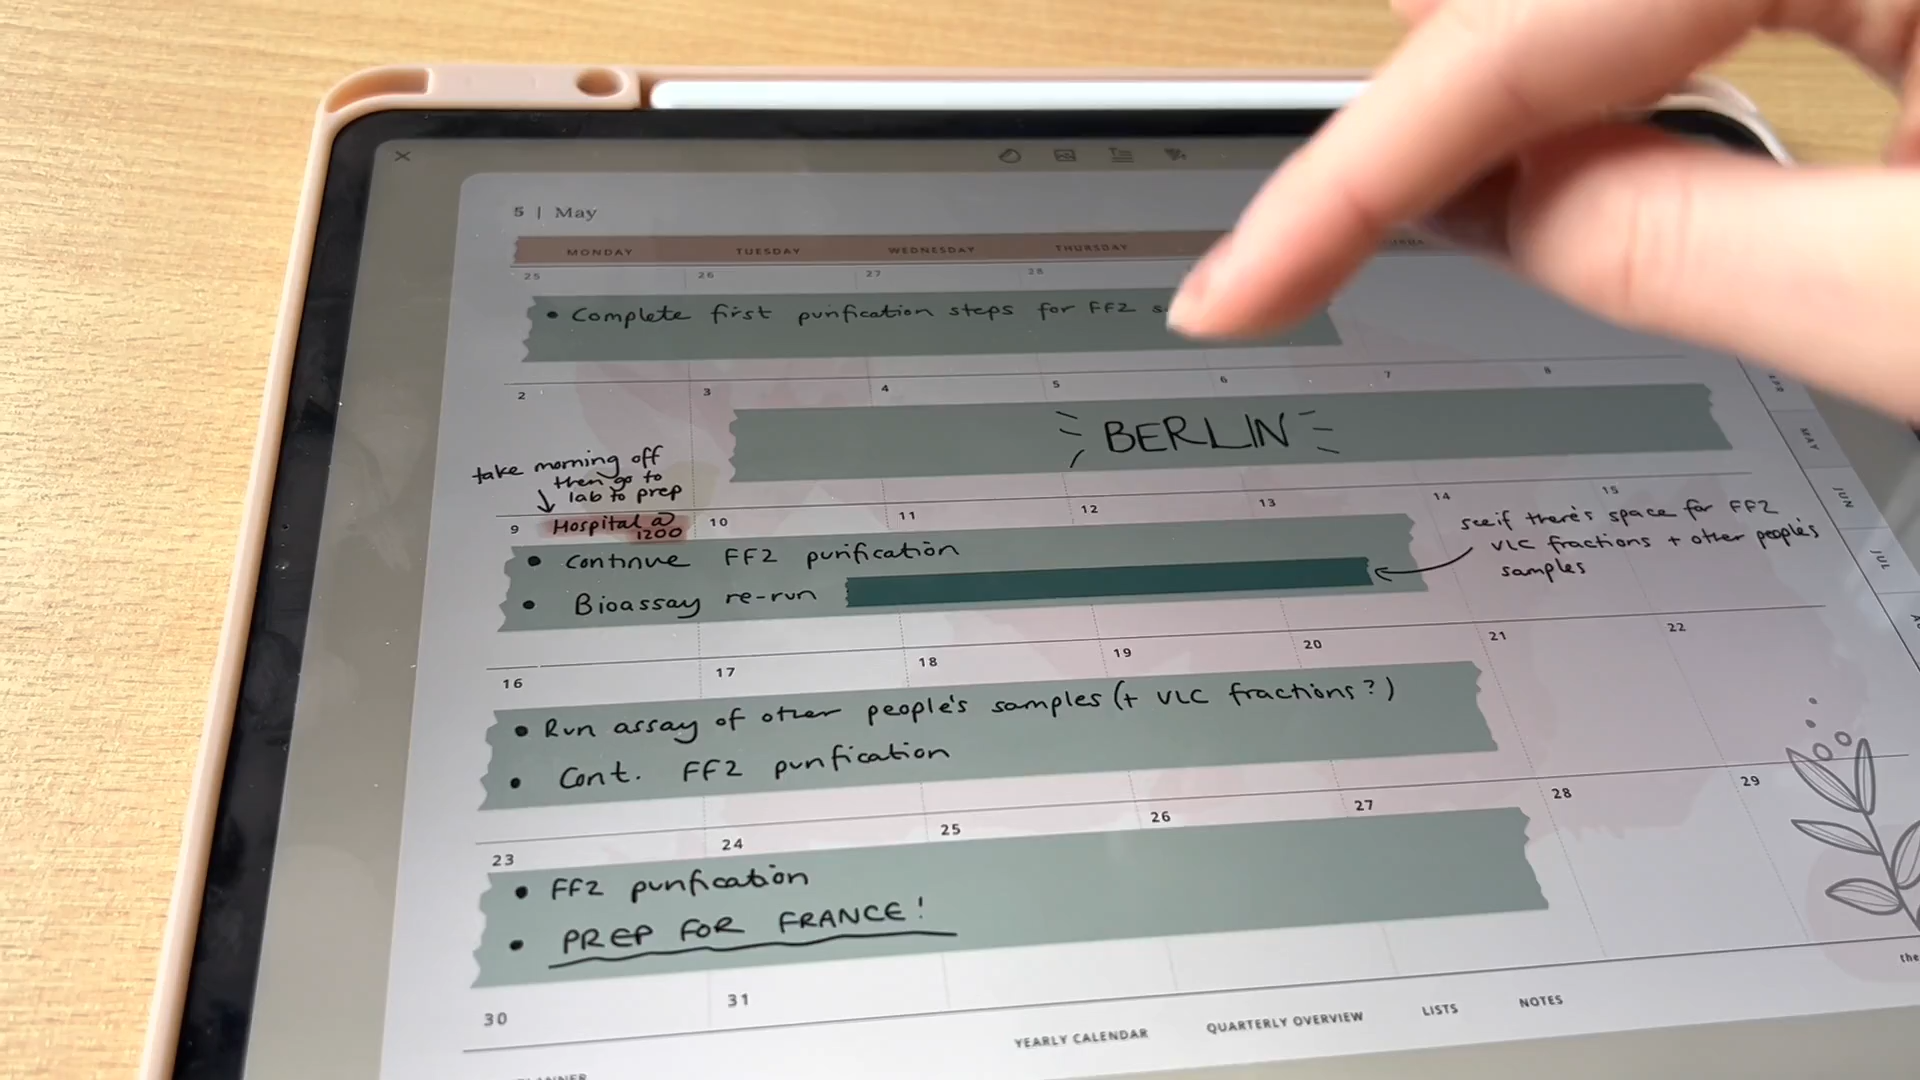 5 | May
MONDAY TUESDAY WEDNESDAY THURSDAY
25 26 27 28
• Complete first purification steps for FF2
2 3 4 5 6 7 8
BERLIN
take morning off
then go to
lab to prep
9 10 11 12 13 14 15
Hospital @
1200
• Continue FF2 purification
• Bioassay re-run
see if there's space for FF2
VLC fractions + other people's
samples
16 17 18 19 20 21 22
• Run assay of other people's samples (+ VLC fractions?)
• Cont. FF2 purification
23 24 25 26 27 28 29
• FF2 purification
• PREP FOR FRANCE!
30 31
YEARLY CALENDAR QUARTERLY OVERVIEW LISTS NOTES
APR
MAY
JUN
JUL
the